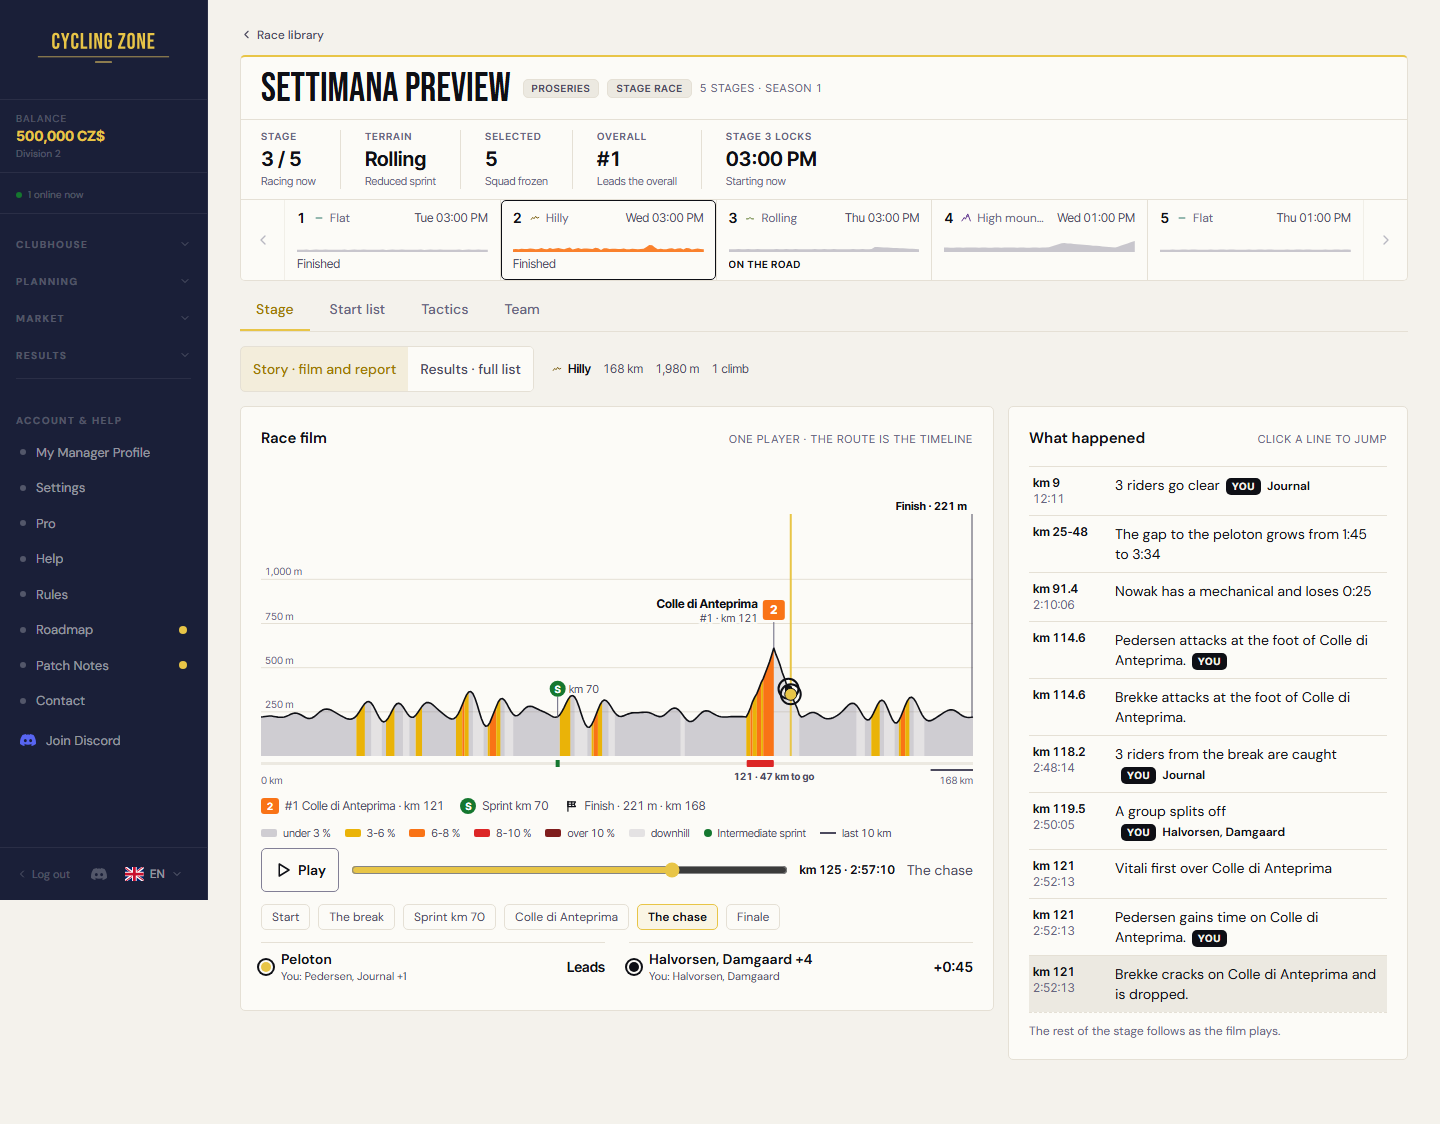 CYCLING ZONE
BALANCE
500,000 CZ$
Division 2
1 online now
CLUBHOUSE
PLANNING
MARKET
RESULTS
ACCOUNT & HELP
My Manager Profile
Settings
Pro
Help
Rules
Roadmap
Patch Notes
Contact
Join Discord
Log out
EN
Race library
SETTIMANA PREVIEW PROSERIES STAGE RACE 5 STAGES · SEASON 1
STAGE
3 / 5
Racing now
TERRAIN
Rolling
Reduced sprint
SELECTED
5
Squad frozen
OVERALL
#1
Leads the overall
STAGE 3 LOCKS
03:00 PM
Starting now
1 Flat Tue 03:00 PM
Finished
2 Hilly Wed 03:00 PM
Finished
3 Rolling Thu 03:00 PM
ON THE ROAD
4 High moun... Wed 01:00 PM
5 Flat Thu 01:00 PM
Stage Start list Tactics Team
Story · film and report Results · full list Hilly 168 km 1,980 m 1 climb
Race film ONE PLAYER · THE ROUTE IS THE TIMELINE
Finish · 221 m
1,000 m
750 m
500 m
250 m
Colle di Anteprima 2
#1 · km 121
S km 70
121 · 47 km to go
0 km 168 km
2 #1 Colle di Anteprima · km 121 S Sprint km 70 Finish · 221 m · km 168
under 3 % 3-6 % 6-8 % 8-10 % over 10 % downhill Intermediate sprint last 10 km
Play km 125 · 2:57:10 The chase
Start The break Sprint km 70 Colle di Anteprima The chase Finale
Peloton Leads
You: Pedersen, Journal +1
Halvorsen, Damgaard +4 +0:45
You: Halvorsen, Damgaard
What happened CLICK A LINE TO JUMP
km 9 3 riders go clear YOU Journal
12:11
km 25-48 The gap to the peloton grows from 1:45
to 3:34
km 91.4 Nowak has a mechanical and loses 0:25
2:10:06
km 114.6 Pedersen attacks at the foot of Colle di
Anteprima. YOU
km 114.6 Brekke attacks at the foot of Colle di
Anteprima.
km 118.2 3 riders from the break are caught
2:48:14 YOU Journal
km 119.5 A group splits off
2:50:05 YOU Halvorsen, Damgaard
km 121 Vitali first over Colle di Anteprima
2:52:13
km 121 Pedersen gains time on Colle di
2:52:13 Anteprima. YOU
km 121 Brekke cracks on Colle di Anteprima and
2:52:13 is dropped.
The rest of the stage follows as the film plays.